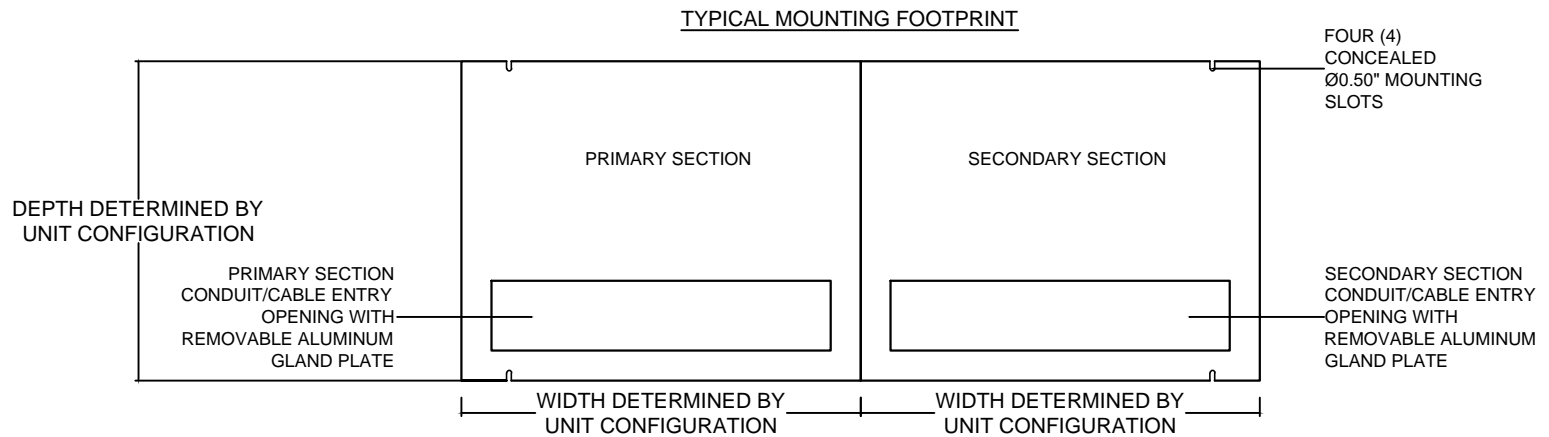 TYPICAL MOUNTING FOOTPRINT
FOUR (4)
CONCEALED
Ø0.50" MOUNTING
SLOTS
PRIMARY SECTION
SECONDARY SECTION
DEPTH DETERMINED BY
UNIT CONFIGURATION
PRIMARY SECTION
CONDUIT/CABLE ENTRY
OPENING WITH
REMOVABLE ALUMINUM
GLAND PLATE
SECONDARY SECTION
CONDUIT/CABLE ENTRY
OPENING WITH
REMOVABLE ALUMINUM
GLAND PLATE
WIDTH DETERMINED BY
UNIT CONFIGURATION
WIDTH DETERMINED BY
UNIT CONFIGURATION